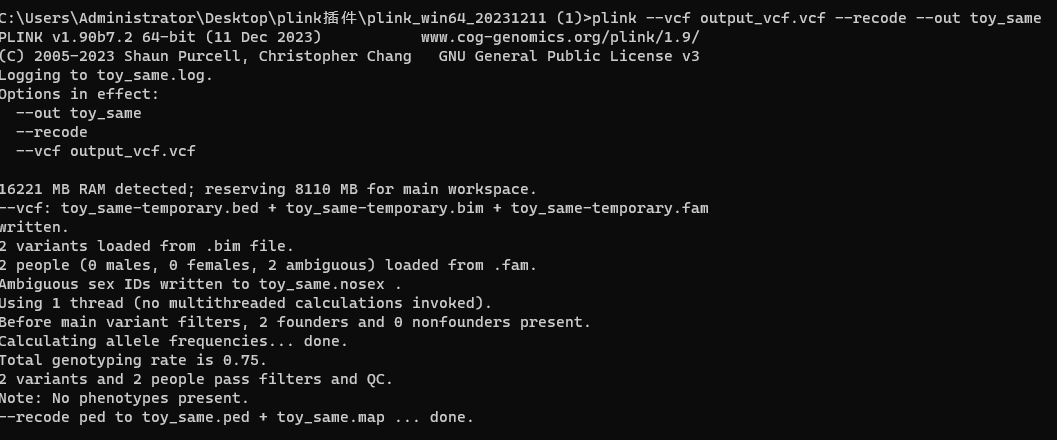 C:\Users\Administrator\Desktop\plink插件\plink_win64_20231211 (1)>plink --vcf output_vcf.vcf --recode --out toy_same
PLINK v1.90b7.2 64-bit (11 Dec 2023)           www.cog-genomics.org/plink/1.9/
(C) 2005-2023 Shaun Purcell, Christopher Chang   GNU General Public License v3
Logging to toy_same.log.
Options in effect:
  --out toy_same
  --recode
  --vcf output_vcf.vcf
16221 MB RAM detected; reserving 8110 MB for main workspace.
--vcf: toy_same-temporary.bed + toy_same-temporary.bim + toy_same-temporary.fam
written.
2 variants loaded from .bim file.
2 people (0 males, 0 females, 2 ambiguous) loaded from .fam.
Ambiguous sex IDs written to toy_same.nosex .
Using 1 thread (no multithreaded calculations invoked).
Before main variant filters, 2 founders and 0 nonfounders present.
Calculating allele frequencies... done.
Total genotyping rate is 0.75.
2 variants and 2 people pass filters and QC.
Note: No phenotypes present.
--recode ped to toy_same.ped + toy_same.map ... done.